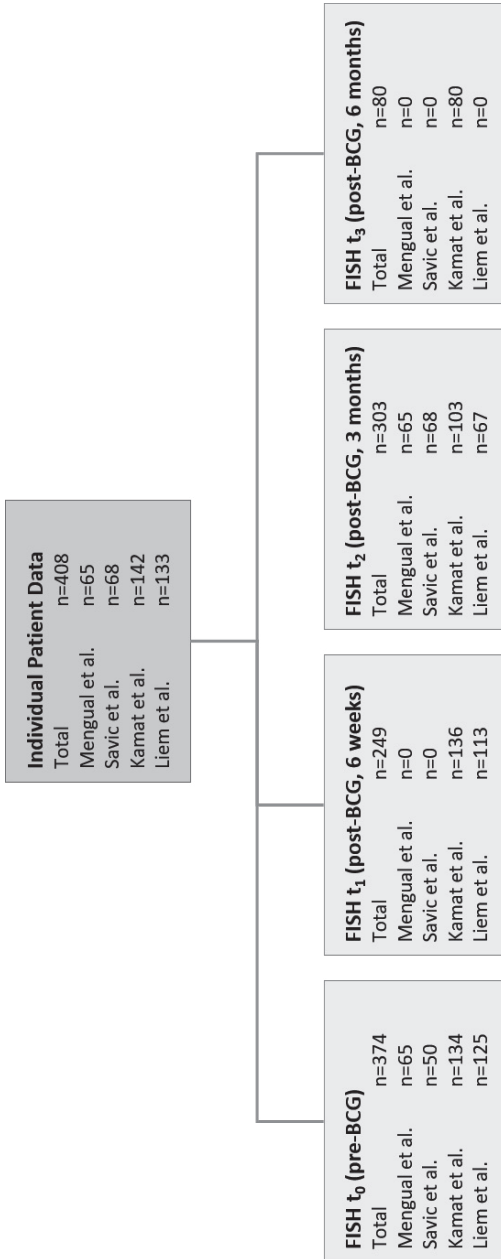 Individual Patient Data
Total n=408
Mengual et al. n=65
Savic et al. n=68
Kamat et al. n=142
Liem et al. n=133
FISH t0 (pre-BCG)
Total n=374
Mengual et al. n=65
Savic et al. n=50
Kamat et al. n=134
Liem et al. n=125
FISH t1 (post-BCG, 6 weeks)
Total n=249
Mengual et al. n=0
Savic et al. n=0
Kamat et al. n=136
Liem et al. n=113
FISH t2 (post-BCG, 3 months)
Total n=303
Mengual et al. n=65
Savic et al. n=68
Kamat et al. n=103
Liem et al. n=67
FISH t3 (post-BCG, 6 months)
Total n=80
Mengual et al. n=0
Savic et al. n=0
Kamat et al. n=80
Liem et al. n=0